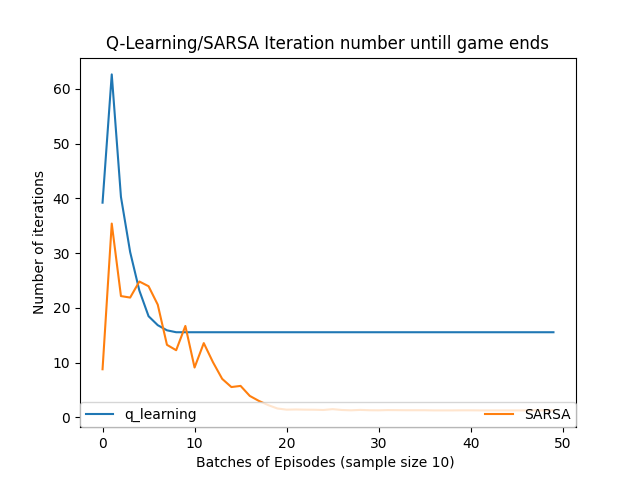 Q-Learning/SARSA Iteration number untill game ends
Number of iterations
60
50
40
30
20
10
0
q_learning
SARSA
0 10 20 30 40 50
Batches of Episodes (sample size 10)